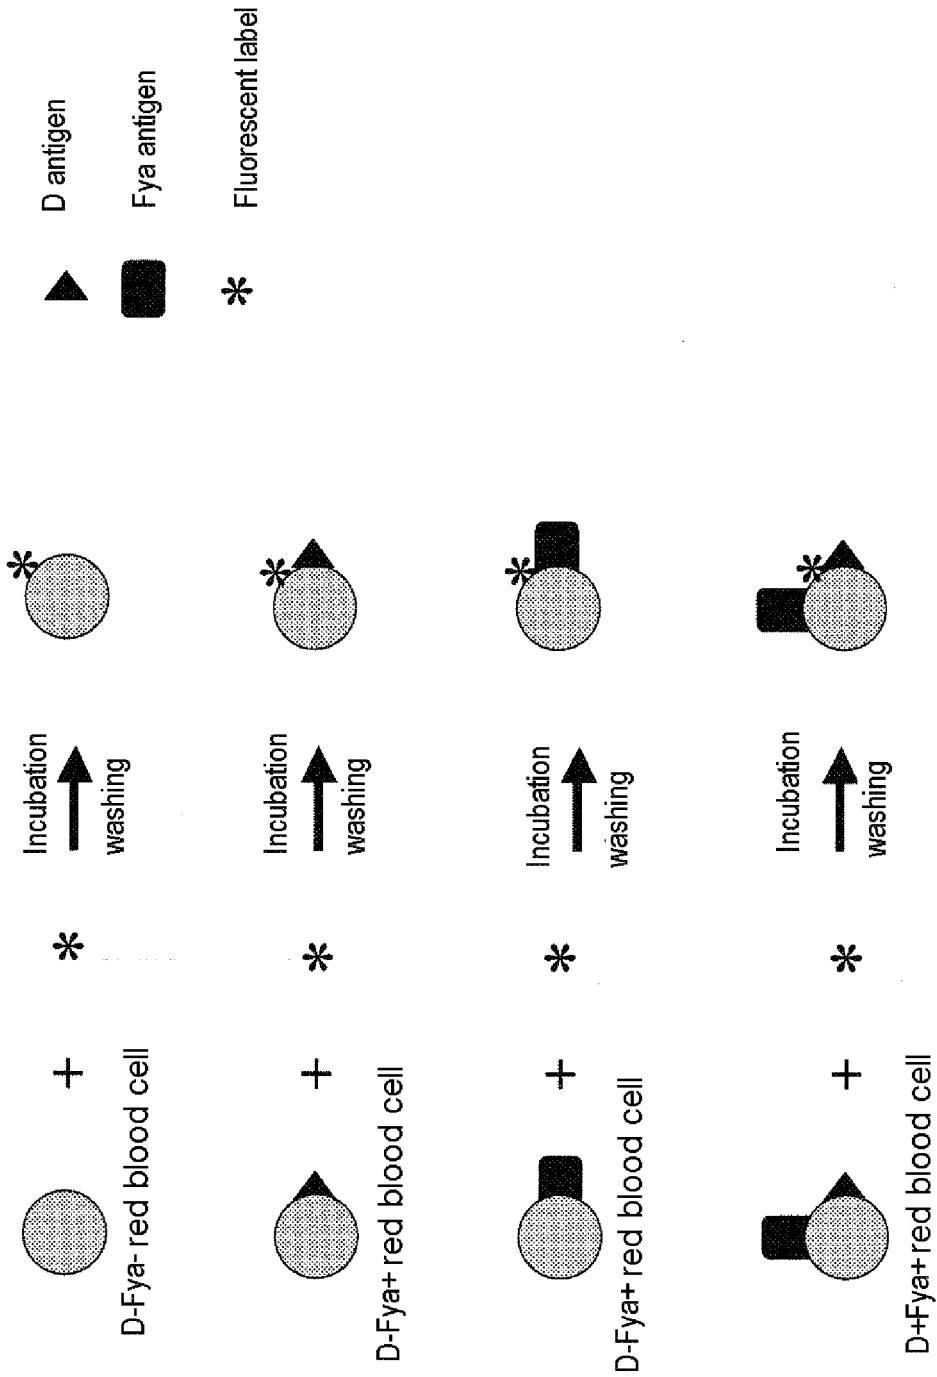 D antigen
Fya antigen
Fluorescent label
D-Fya- red blood cell
+
*
Incubation
washing
*
D-Fya+ red blood cell
+
*
Incubation
washing
*
D-Fya+ red blood cell
+
*
Incubation
washing
*
D+Fya+ red blood cell
+
*
Incubation
washing
*